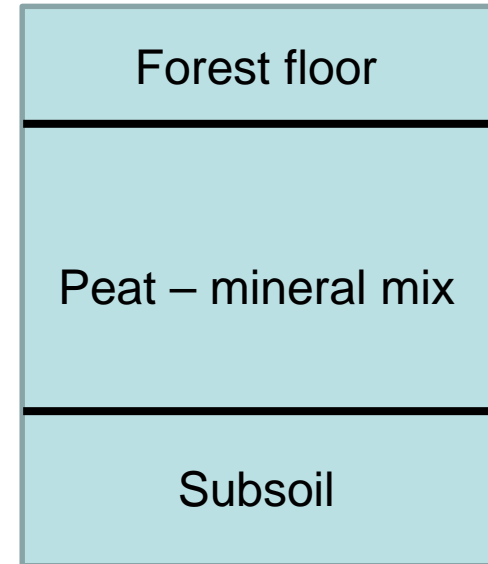 Forest floor
Peat – mineral mix
Subsoil